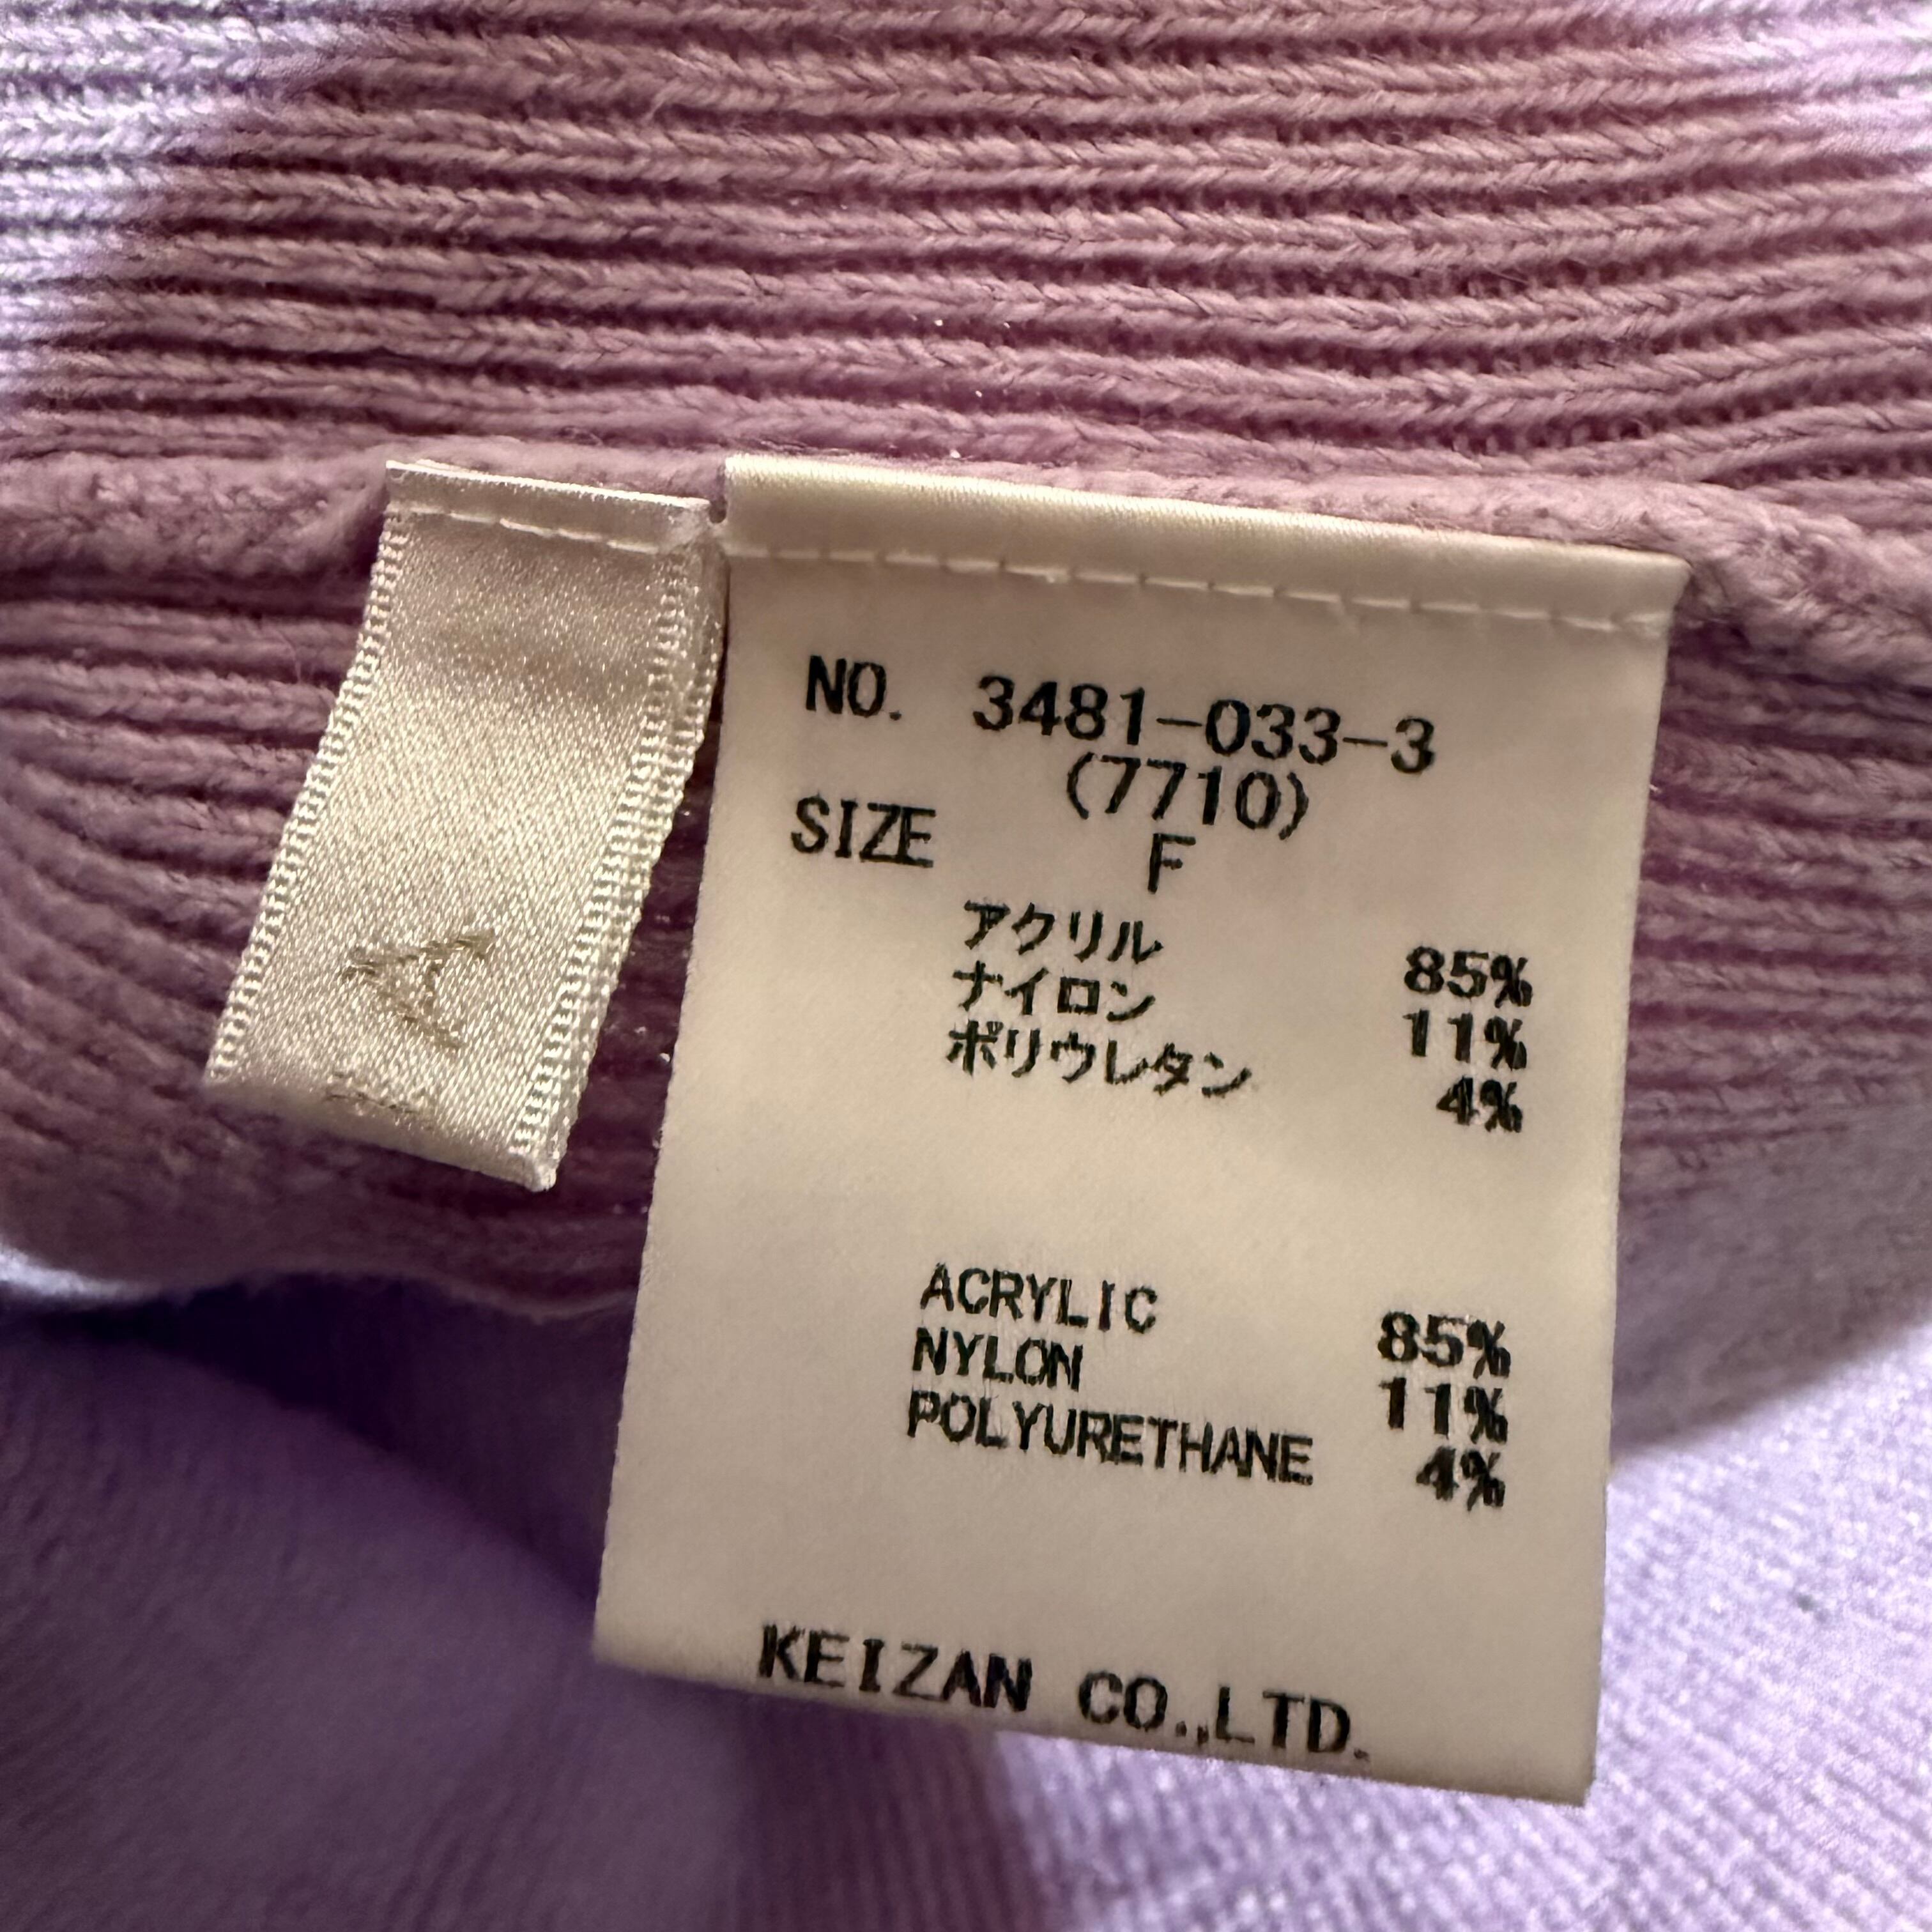 NO. 3481-033-3
(7710)
SIZE F
アクリル 85%
ナイロン 11%
ポリウレタン 4%
ACRYLIC 85%
NYLON 11%
POLYURETHANE 4%
KEIZAN CO.,LTD.